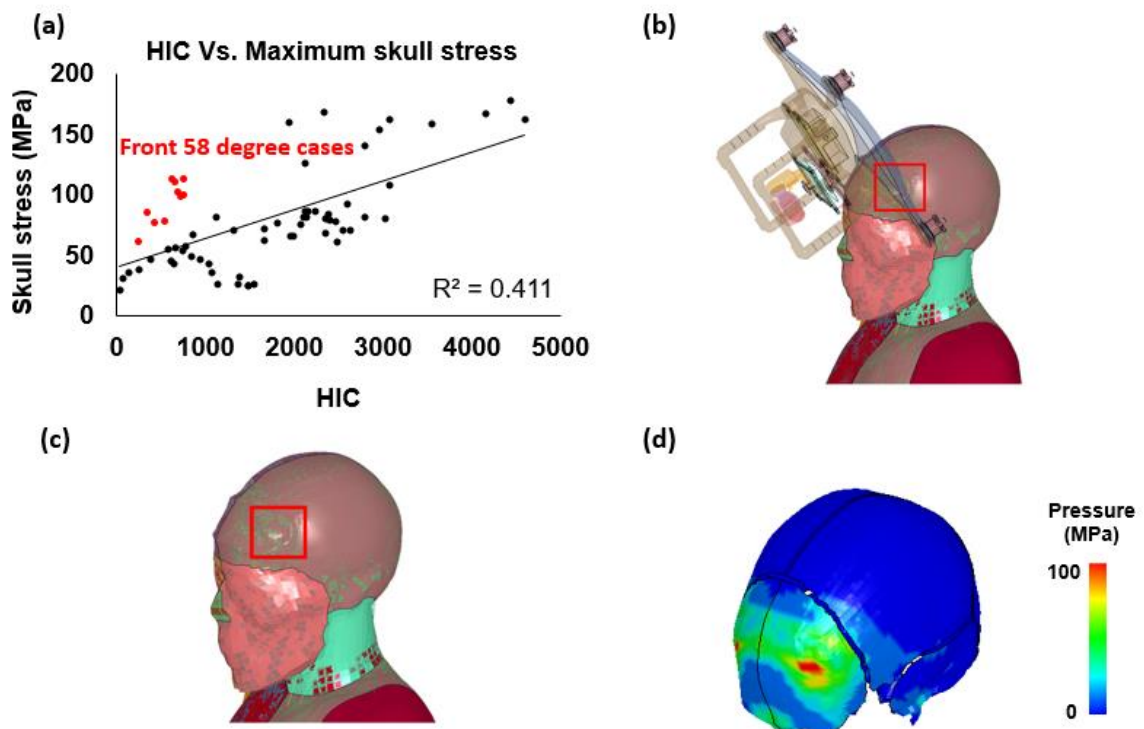 (a)
HIC Vs. Maximum skull stress
Skull stress (MPa)
200
150
100
50
0
Front 58 degree cases
R² = 0.411
0 1000 2000 3000 4000 5000
HIC
(b)
(c)
(d)
Pressure
(MPa)
100
0